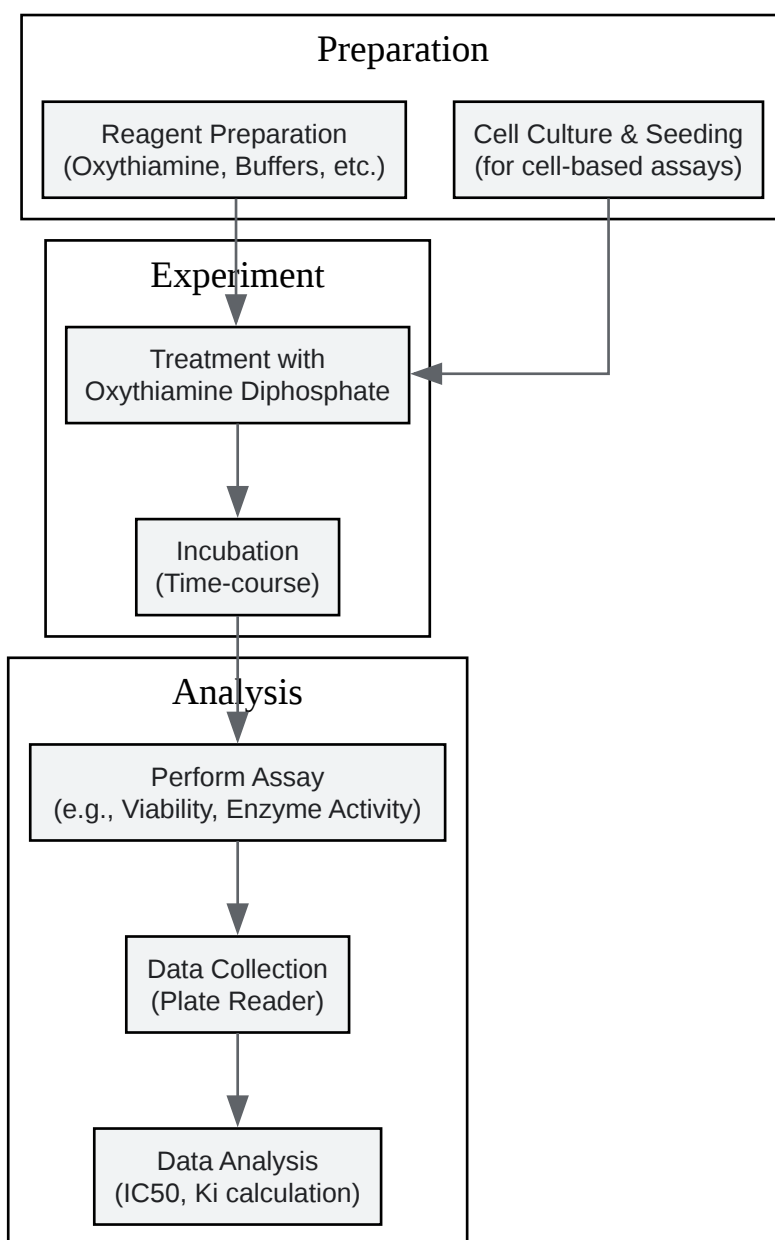 Preparation
Reagent Preparation
(Oxythiamine, Buffers, etc.)
Cell Culture & Seeding
(for cell-based assays)
Experiment
Treatment with
Oxythiamine Diphosphate
Incubation
(Time-course)
Analysis
Perform Assay
(e.g., Viability, Enzyme Activity)
Data Collection
(Plate Reader)
Data Analysis
(IC50, Ki calculation)